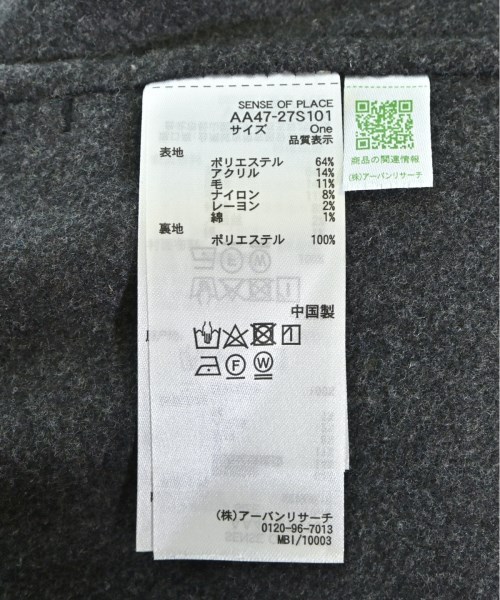 SENSE OF PLACE
AA47-27S101
サイズ One
品質表示
表地
ポリエステル 64%
アクリル 14%
毛 11%
ナイロン 8%
レーヨン 2%
綿 1%
裏地
ポリエステル 100%
中国製
(株)アーバンリサーチ
0120-96-7013
MBI/10003
商品の関連情報
(株)アーバンリサーチ